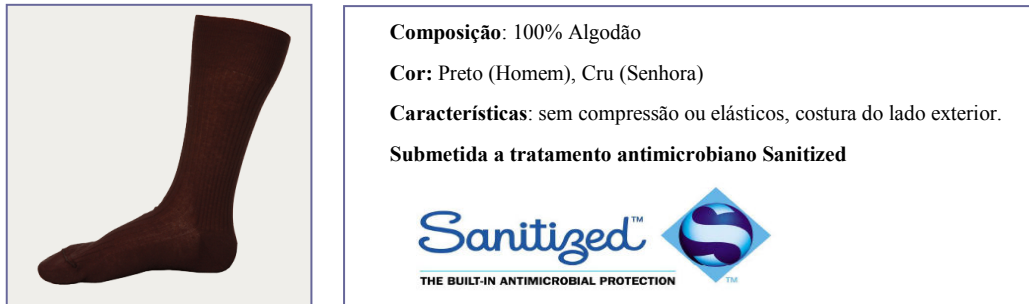 Composição: 100% Algodão
Cor: Preto (Homem), Cru (Senhora)
Características: sem compressão ou elásticos, costura do lado exterior.
Submetida a tratamento antimicrobiano Sanitized
Sanitized™
THE BUILT-IN ANTIMICROBIAL PROTECTION
S
TM